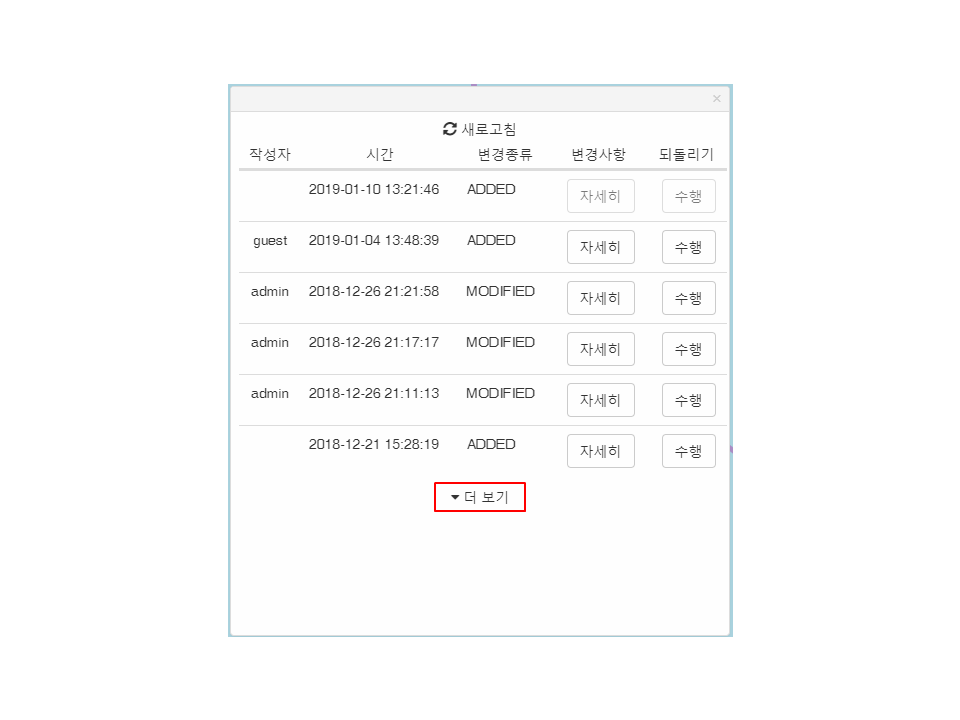 ×
새로고침
작성자 시간 변경종류 변경사항 되돌리기
2019-01-10 13:21:46 ADDED 자세히 수행
guest 2019-01-04 13:48:39 ADDED 자세히 수행
admin 2018-12-26 21:21:58 MODIFIED 자세히 수행
admin 2018-12-26 21:17:17 MODIFIED 자세히 수행
admin 2018-12-26 21:11:13 MODIFIED 자세히 수행
2018-12-21 15:28:19 ADDED 자세히 수행
더 보기